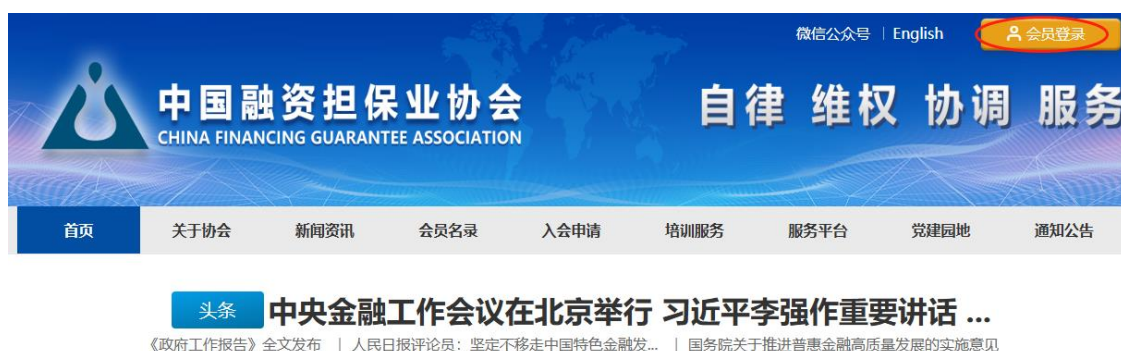 微信公众号 | English 会员登录
中国融资担保业协会 自律 维权 协调 服务
CHINA FINANCING GUARANTEE ASSOCIATION
首页 关于协会 新闻资讯 会员名录 入会申请 培训服务 服务平台 党建园地 通知公告
头条 中央金融工作会议在北京举行 习近平李强作重要讲话 ...
《政府工作报告》全文发布 | 人民日报评论员：坚定不移走中国特色金融发... | 国务院关于推进普惠金融高质量发展的实施意见